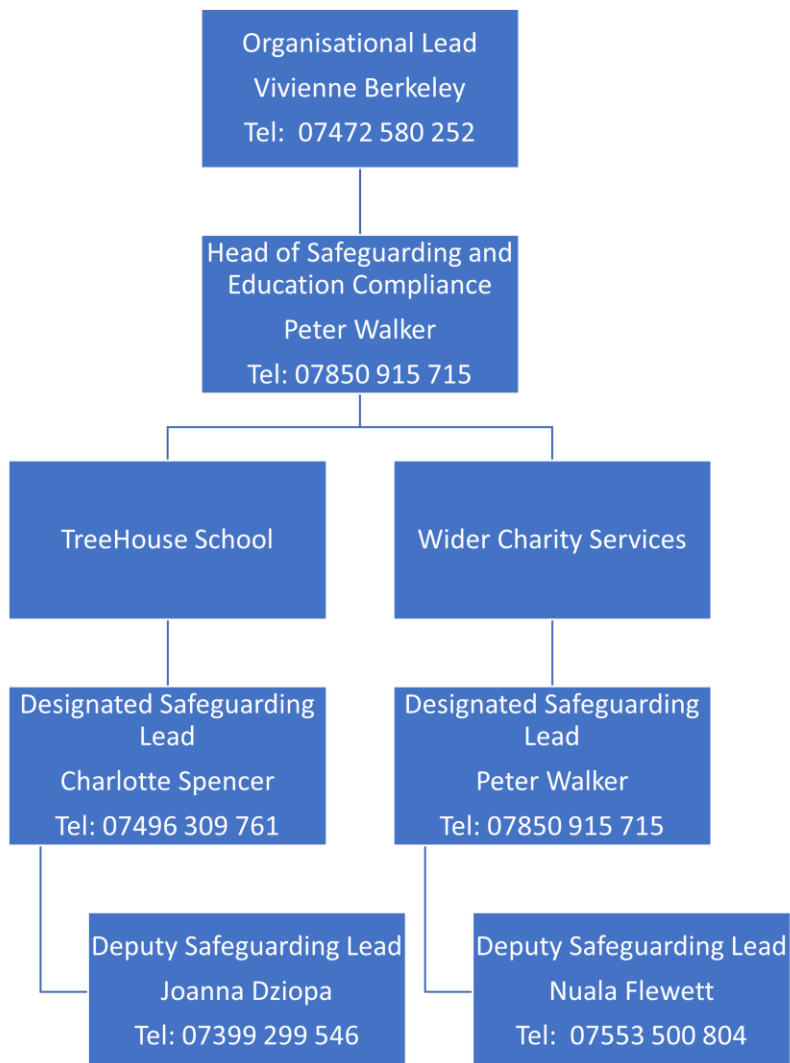 Organisational Lead
Vivienne Berkeley
Tel:  07472 580 252
Head of Safeguarding and
Education Compliance
Peter Walker
Tel: 07850 915 715
TreeHouse School
Wider Charity Services
Designated Safeguarding
Lead
Charlotte Spencer
Tel: 07496 309 761
Designated Safeguarding
Lead
Peter Walker
Tel: 07850 915 715
Deputy Safeguarding Lead
Joanna Dziopa
Tel: 07399 299 546
Deputy Safeguarding Lead
Nuala Flewett
Tel:  07553 500 804